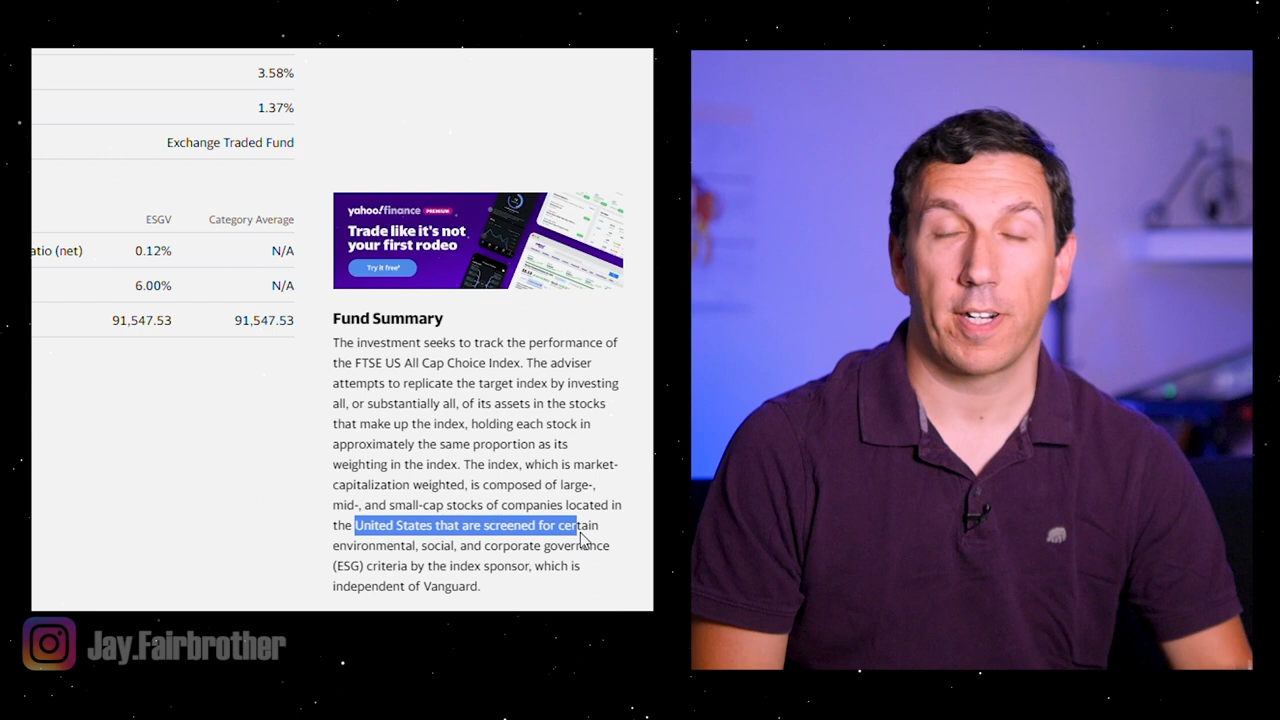 3.58%
1.37%
Exchange Traded Fund
ESGV Category Average
atio (net) 0.12% N/A
6.00% N/A
91,547.53 91,547.53
yahoo!finance PREMIUM
Trade like it's not
your first rodeo
Try it free*
Fund Summary
The investment seeks to track the performance of
the FTSE US All Cap Choice Index. The adviser
attempts to replicate the target index by investing
all, or substantially all, of its assets in the stocks
that make up the index, holding each stock in
approximately the same proportion as its
weighting in the index. The index, which is market-
capitalization weighted, is composed of large-,
mid-, and small-cap stocks of companies located in
the United States that are screened for certain
environmental, social, and corporate governance
(ESG) criteria by the index sponsor, which is
independent of Vanguard.
Jay.Fairbrother